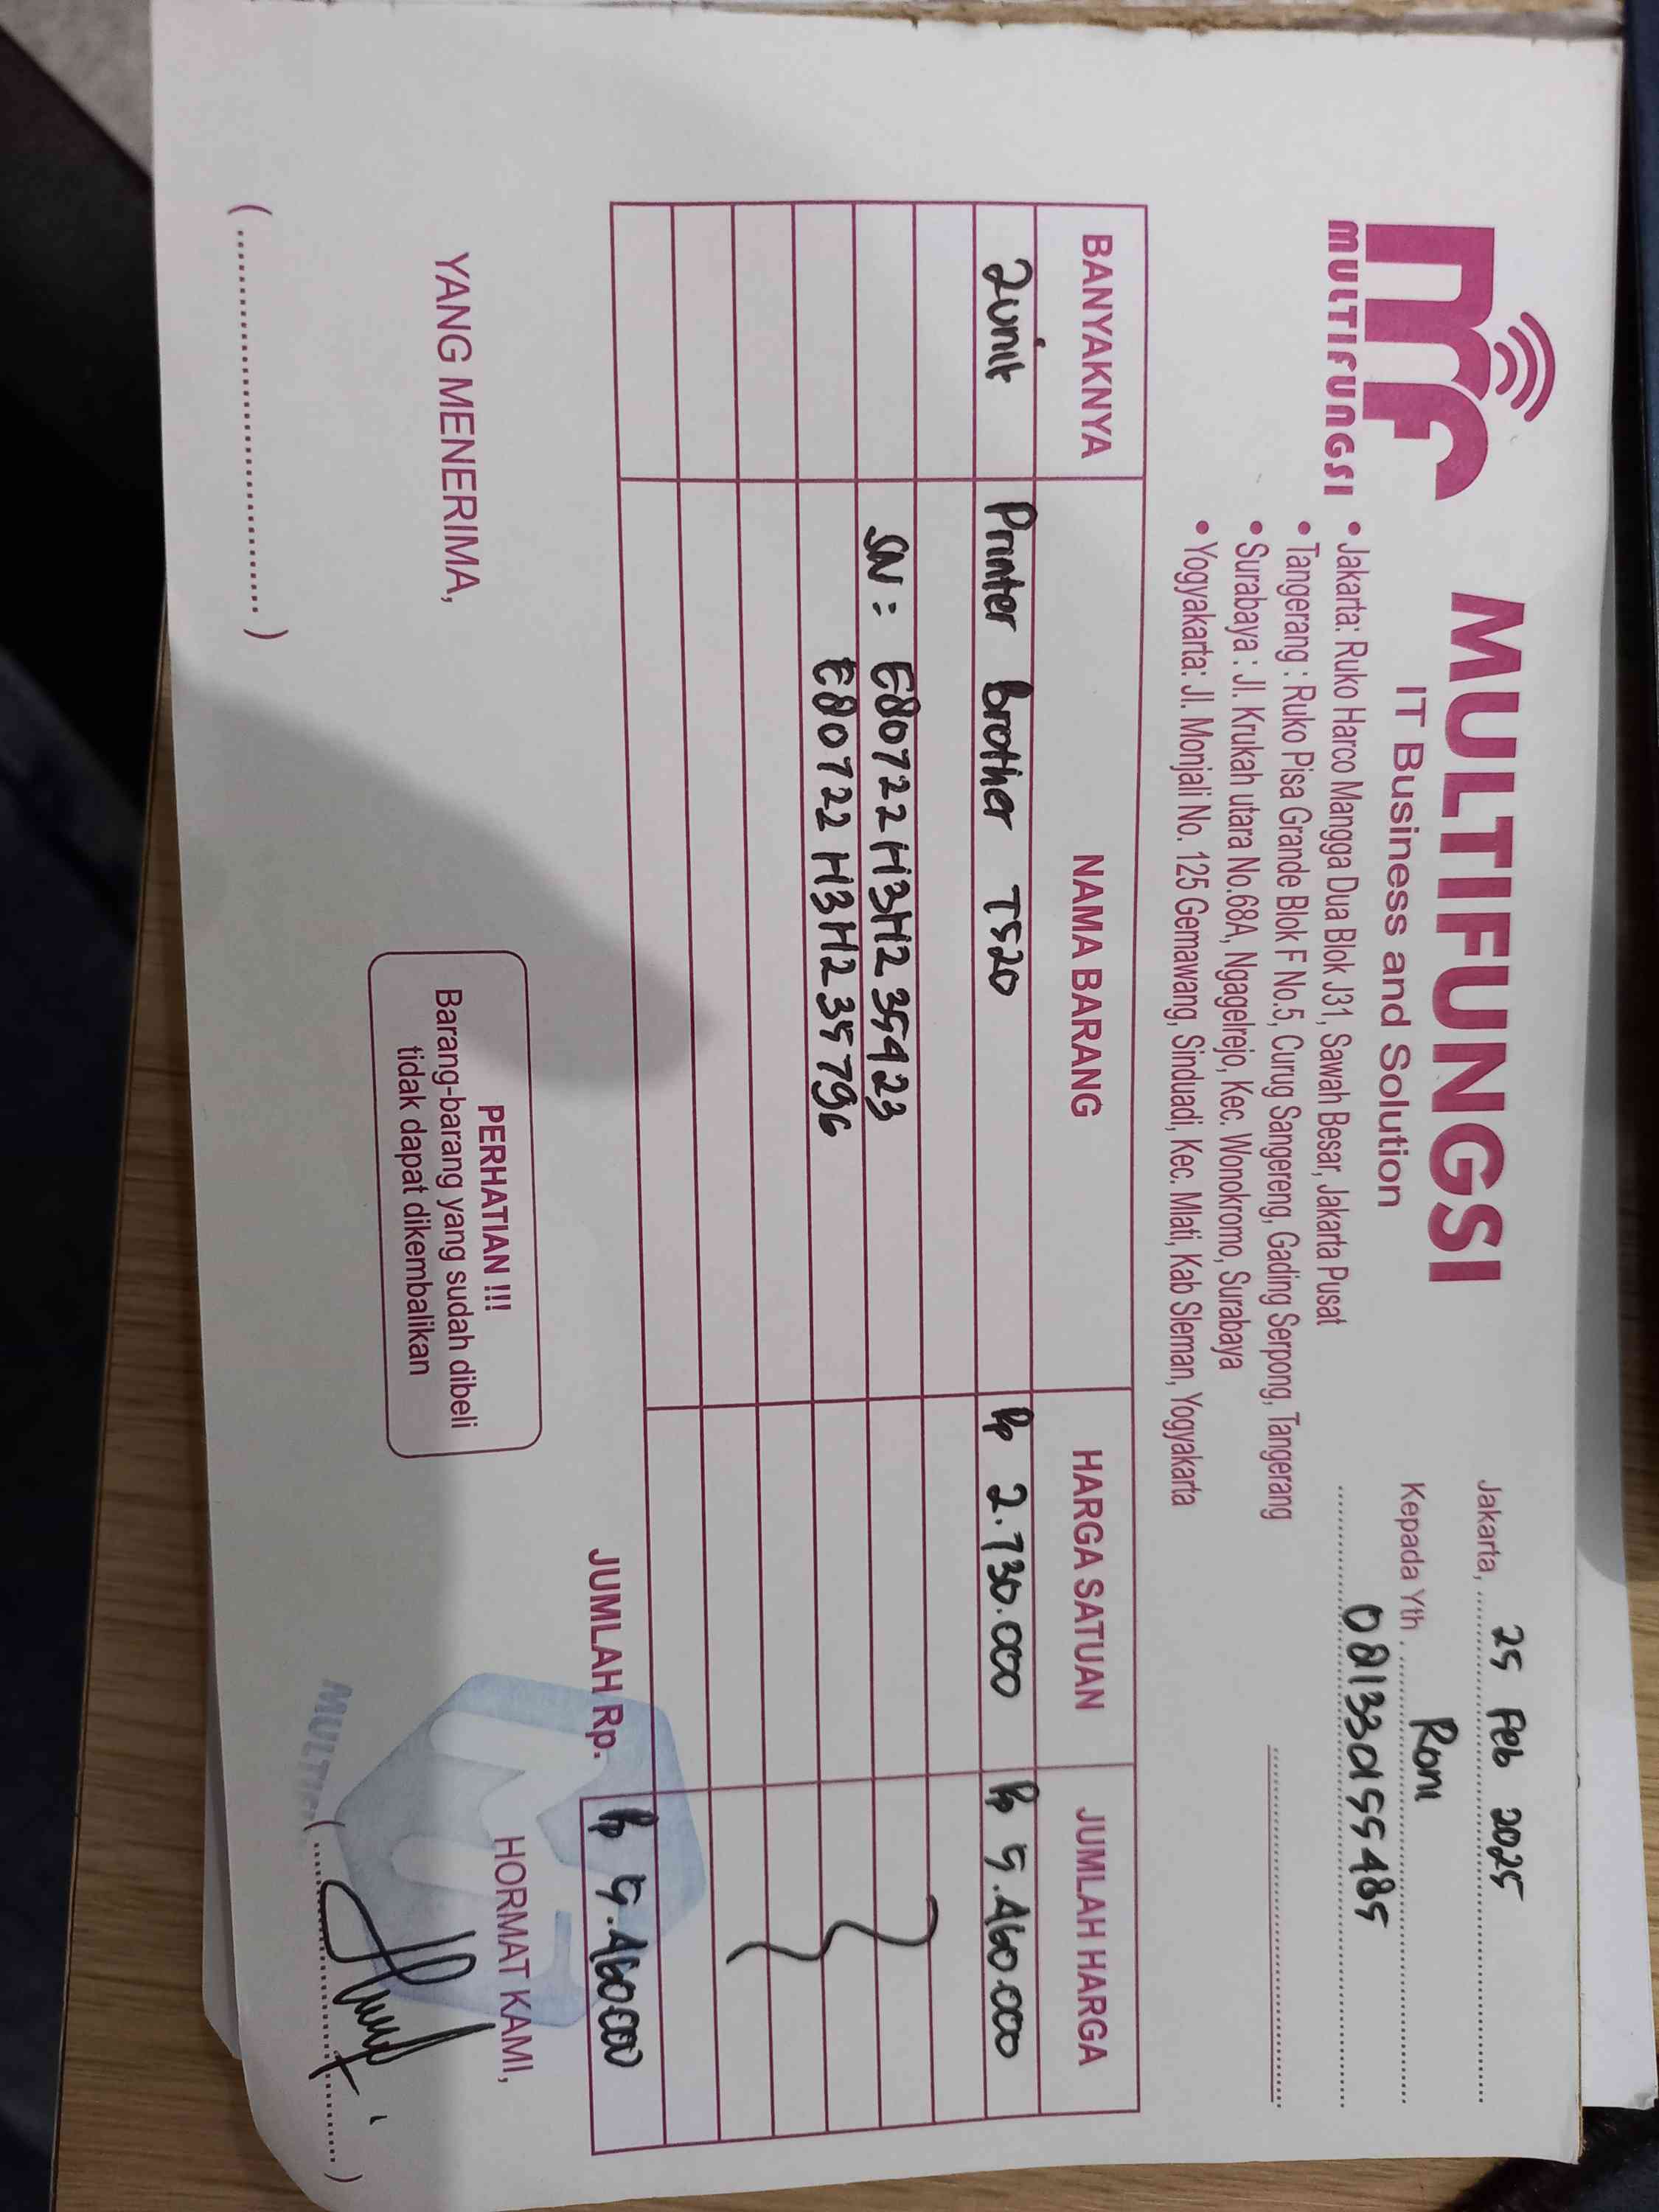 MULTIFUNGSI
MULTIFUNGSI
IT Business and Solution
• Jakarta: Ruko Harco Mangga Dua Blok J31, Sawah Besar, Jakarta Pusat
• Tangerang : Ruko Pisa Grande Blok F No.5, Curug Sangereng, Gading Serpong, Tangerang
• Surabaya : Jl. Krukah utara No.68A, Ngagelrejo, Kec. Wonokromo, Surabaya
• Yogyakarta: Jl. Monjali No. 125 Gemawang, Sinduadi, Kec. Mlati, Kab Sleman, Yogyakarta
Jakarta, 25 Feb 2025
Kepada Yth. Roni
081330155485
BANYAKNYA NAMA BARANG HARGA SATUAN JUMLAH HARGA
2unit Printer brother T520 Rp 2.730.000 Rp 5.460.000
SN : E80722H3H235423
E80722H3H235796
JUMLAH Rp. Rp 5.460000
YANG MENERIMA,
PERHATIAN !!!
Barang-barang yang sudah dibeli
tidak dapat dikembalikan
HORMAT KAMI,